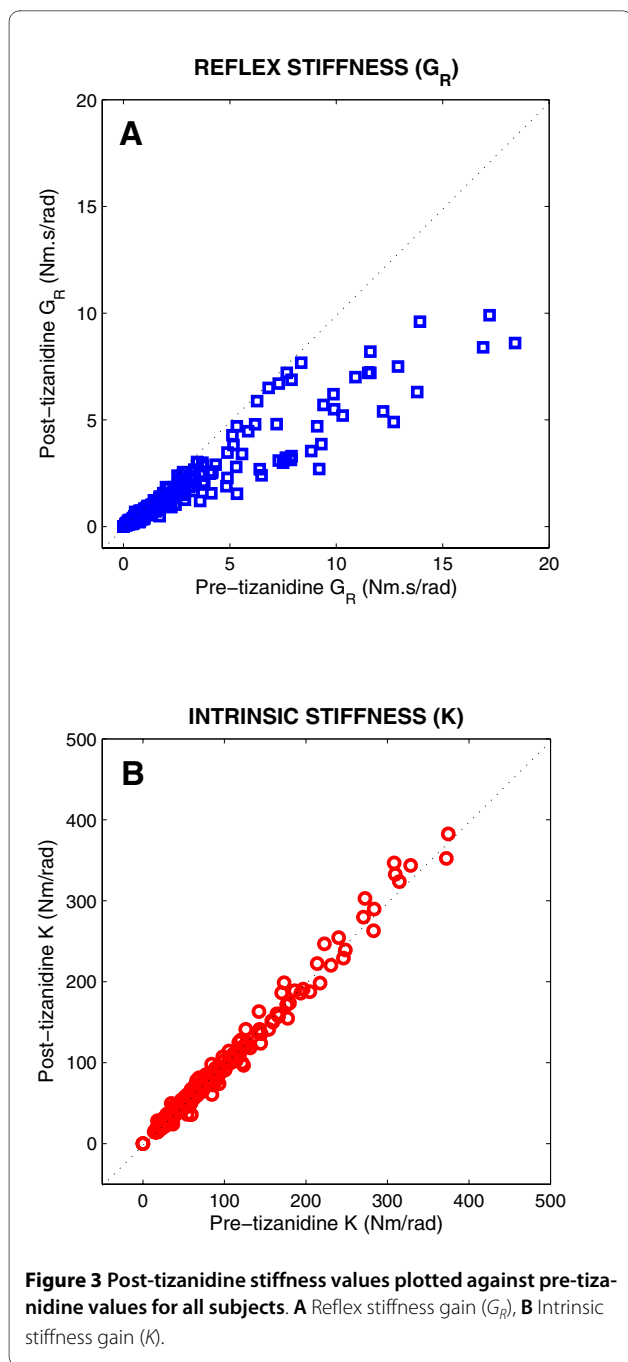 REFLEX STIFFNESS (G_R)
A
20
15
10
5
0
Post−tizanidine G_R (Nm.s/rad)
0 5 10 15 20
Pre−tizanidine G_R (Nm.s/rad)
INTRINSIC STIFFNESS (K)
B
500
400
300
200
100
0
Post−tizanidine K (Nm/rad)
0 100 200 300 400 500
Pre−tizanidine K (Nm/rad)
Figure 3 Post-tizanidine stiffness values plotted against pre-tiza-
nidine values for all subjects. A Reflex stiffness gain (G_R), B Intrinsic
stiffness gain (K).